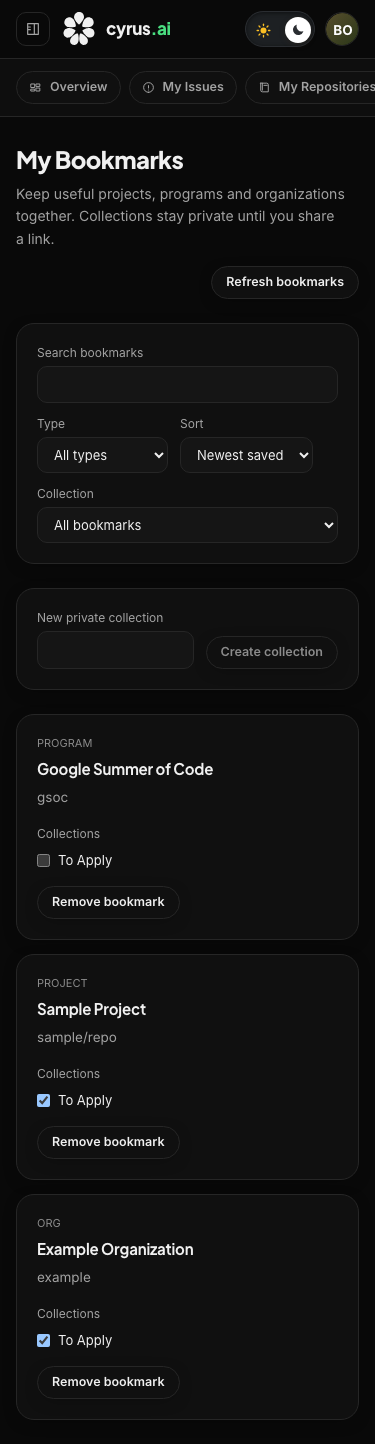 cyrus.ai
BO
Overview
My Issues
My Repositories
My Bookmarks
Keep useful projects, programs and organizations
together. Collections stay private until you share
a link.
Refresh bookmarks
Search bookmarks
Type
Sort
All types
Newest saved
Collection
All bookmarks
New private collection
Create collection
PROGRAM
Google Summer of Code
gsoc
Collections
To Apply
Remove bookmark
PROJECT
Sample Project
sample/repo
Collections
To Apply
Remove bookmark
ORG
Example Organization
example
Collections
To Apply
Remove bookmark